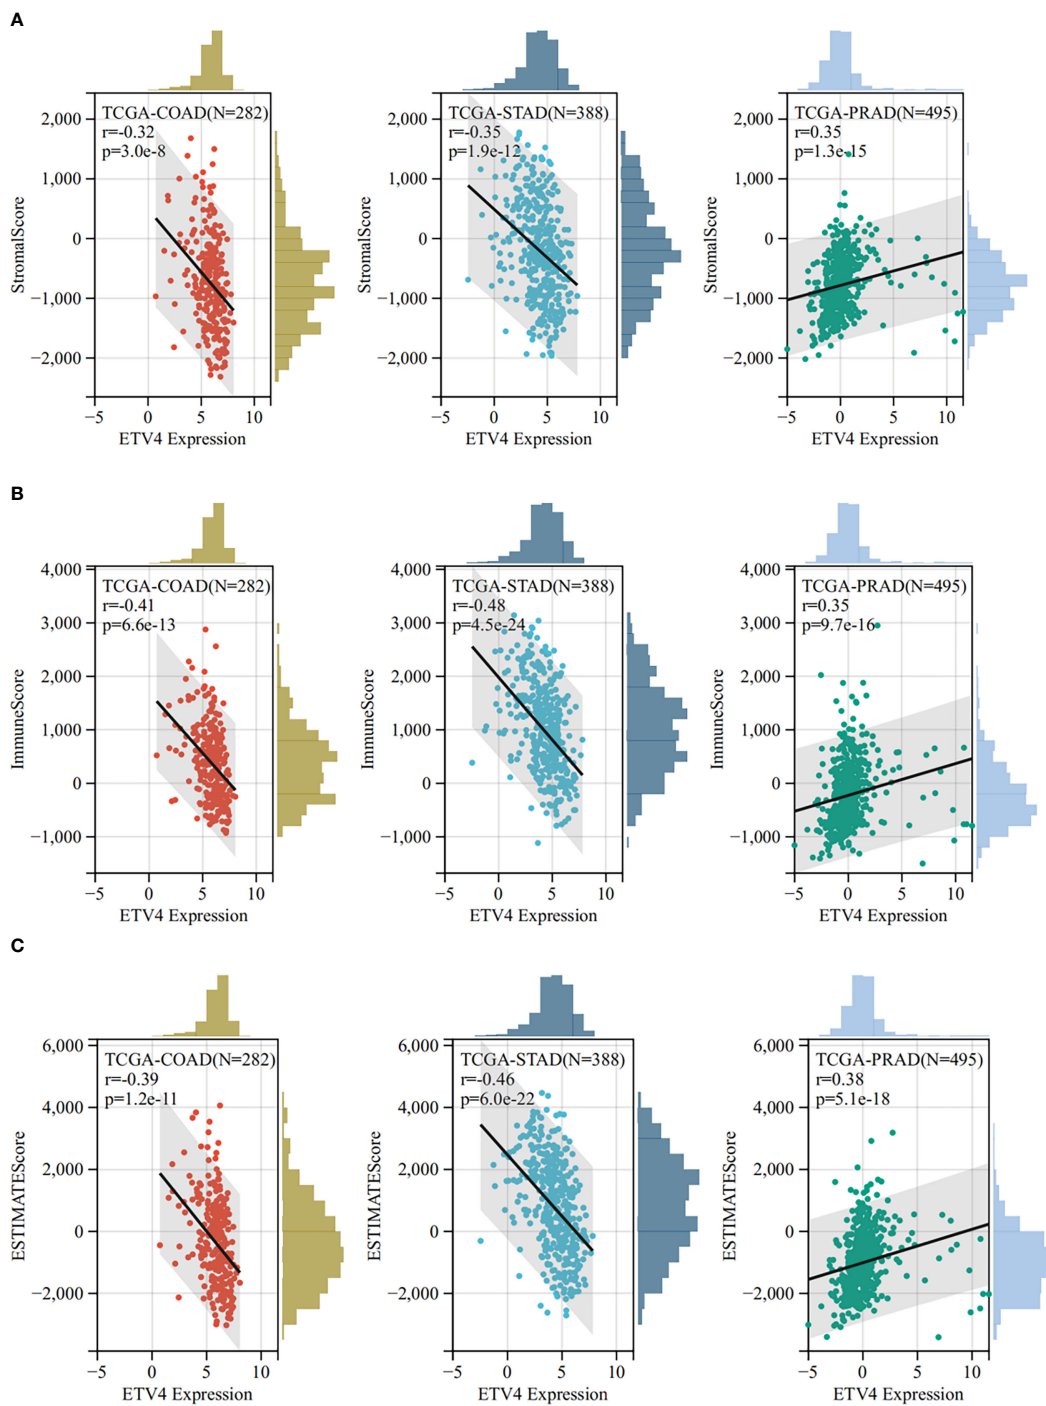 A
TCGA-COAD(N=282)
r=-0.32
p=3.0e-8
StromalScore
2,000
1,000
0
−1,000
−2,000
−5 0 5 10
ETV4 Expression
TCGA-STAD(N=388)
r=-0.35
p=1.9e-12
StromalScore
2,000
1,000
0
−1,000
−2,000
−5 0 5 10
ETV4 Expression
TCGA-PRAD(N=495)
r=0.35
p=1.3e-15
StromalScore
2,000
1,000
0
−1,000
−2,000
−5 0 5 10
ETV4 Expression
B
TCGA-COAD(N=282)
r=-0.41
p=6.6e-13
ImmuneScore
4,000
3,000
2,000
1,000
0
−1,000
−5 0 5 10
ETV4 Expression
TCGA-STAD(N=388)
r=-0.48
p=4.5e-24
ImmuneScore
4,000
3,000
2,000
1,000
0
−1,000
−5 0 5 10
ETV4 Expression
TCGA-PRAD(N=495)
r=0.35
p=9.7e-16
ImmuneScore
4,000
3,000
2,000
1,000
0
−1,000
−5 0 5 10
ETV4 Expression
C
TCGA-COAD(N=282)
r=-0.39
p=1.2e-11
ESTIMATEScore
6,000
4,000
2,000
0
−2,000
−5 0 5 10
ETV4 Expression
TCGA-STAD(N=388)
r=-0.46
p=6.0e-22
ESTIMATEScore
6,000
4,000
2,000
0
−2,000
−5 0 5 10
ETV4 Expression
TCGA-PRAD(N=495)
r=0.38
p=5.1e-18
ESTIMATEScore
6,000
4,000
2,000
0
−2,000
−5 0 5 10
ETV4 Expression